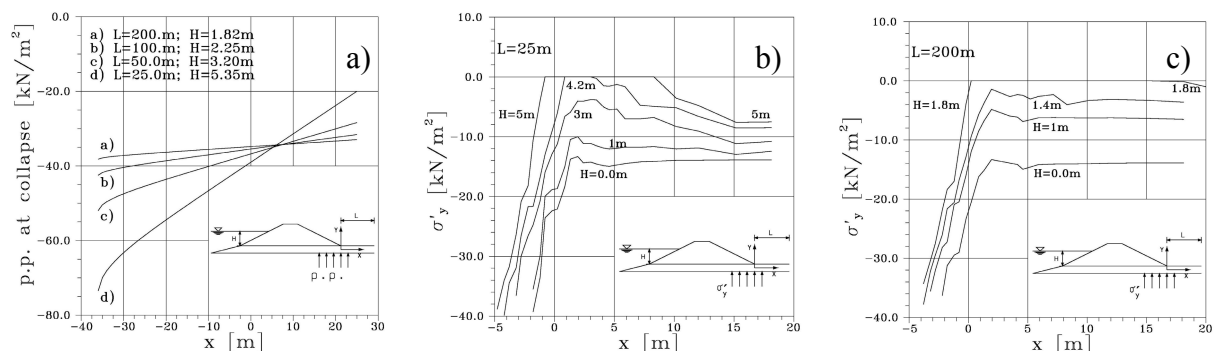 a)
p.p. at collapse [kN/m²]
0.0
-20.0
-40.0
-60.0
-80.0
a) L=200.m; H=1.82m
b) L=100.m; H=2.25m
c) L=50.0m; H=3.20m
d) L=25.0m; H=5.35m
a)
b)
c)
d)
L
Y
H
X
p.p.
-40 -30 -20 -10 0 10 20 30
x [m]
b)
σ'y [kN/m²]
10.0
0.0
-10.0
-20.0
-30.0
-40.0
L=25m
4.2m
H=5m
3m
5m
1m
H=0.0m
L
Y
H
X
σ'y
-5 0 5 10 15 20
x [m]
c)
σ'y [kN/m²]
10.0
0.0
-10.0
-20.0
-30.0
-40.0
L=200m
1.8m
H=1.8m
1.4m
H=1m
H=0.0m
L
Y
H
X
σ'y
-5 0 5 10 15 20
x [m]